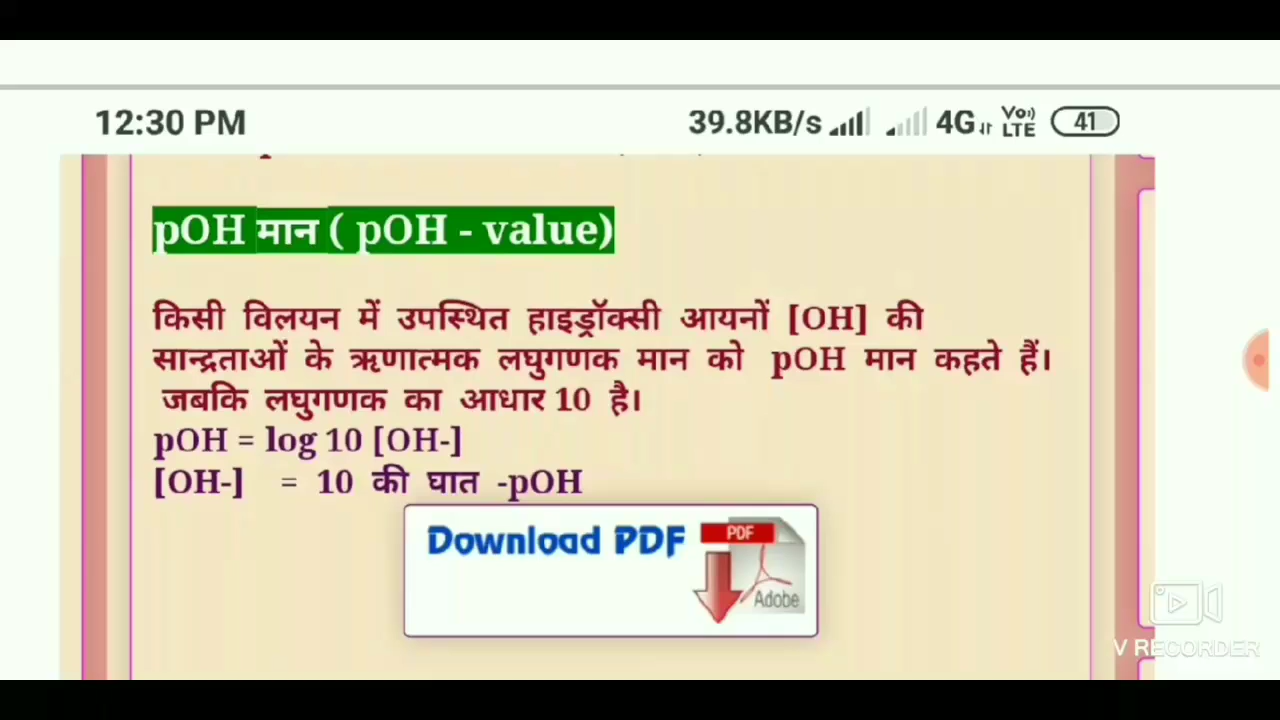 12:30 PM 39.8KB/s 4G Vo) LTE 41
pOH मान ( pOH - value)
किसी विलयन में उपस्थित हाइड्रॉक्सी आयनों [OH] की
सान्द्रताओं के ऋणात्मक लघुगणक मान को pOH मान कहते हैं।
जबकि लघुगणक का आधार 10 है।
pOH = log 10 [OH-]
[OH-] = 10 की घात -pOH
Download PDF
PDF
Adobe
V RECORDER